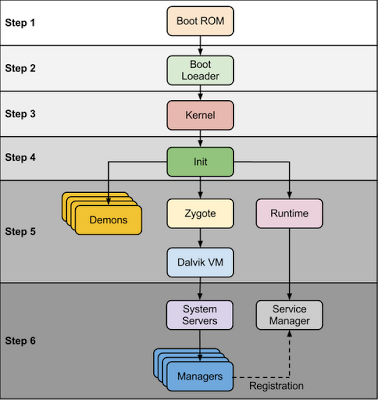 Step 1
Boot ROM
Step 2
Boot
Loeader
Step 3
Kernel
Step 4
Init
Step 5
Demons
Zygote
Runtime
Dalvik VM
Step 6
System
Servers
Service
Manager
Managers
Registration